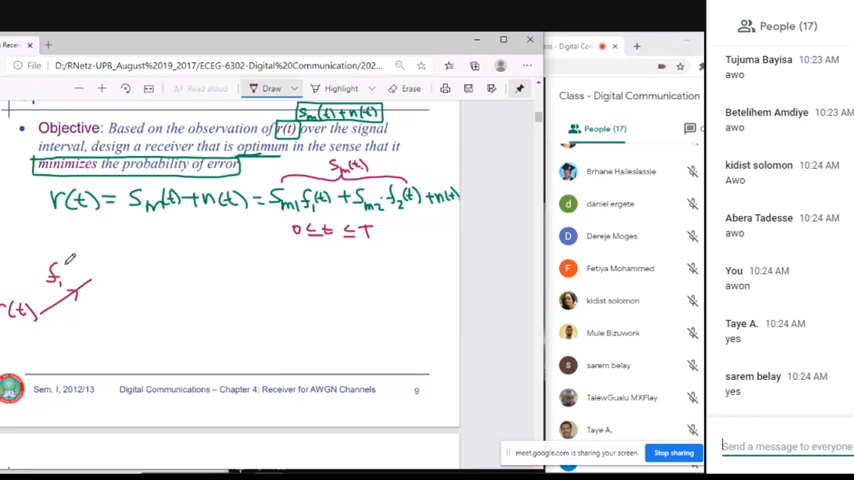 People (17)
File
D:/RNetz-UPB_August%2019_2017/ECEG-6302-Digital%20Communication/202...
Class - Digital Com
Read aloud
Draw
Highlight
Erase
Class - Digital Communication
People (17)
sₘ(t)+n(t)
• Objective: Based on the observation of r(t) over the signal
interval, design a receiver that is optimum in the sense that it
minimizes the probability of error
Sₘ(t)
r(t) = Sₘ(t)+n(t) = Sₘ₁f₁(t) + Sₘ₂·f₂(t) + n(t)
0 ≤ t ≤ T
f₁
r(t)
Sem. I, 2012/13
Digital Communications – Chapter 4: Receiver for AWGN Channels
9
Brhane Halleslassie
daniel ergete
Dereje Moges
Fetiya Mohammed
kidist solomon
Mule Bizuwork
sarem belay
TalewGualu MXPlay
Taye A.
meet.google.com is sharing your screen.
Stop sharing
Tujuma Bayisa 10:23 AM
awo
Betelihem Amdiye 10:23 AM
awo
kidist solomon 10:23 AM
Awo
Abera Tadesse 10:23 AM
awo
You 10:24 AM
awon
Taye A. 10:24 AM
yes
sarem belay 10:24 AM
yes
Send a message to everyone